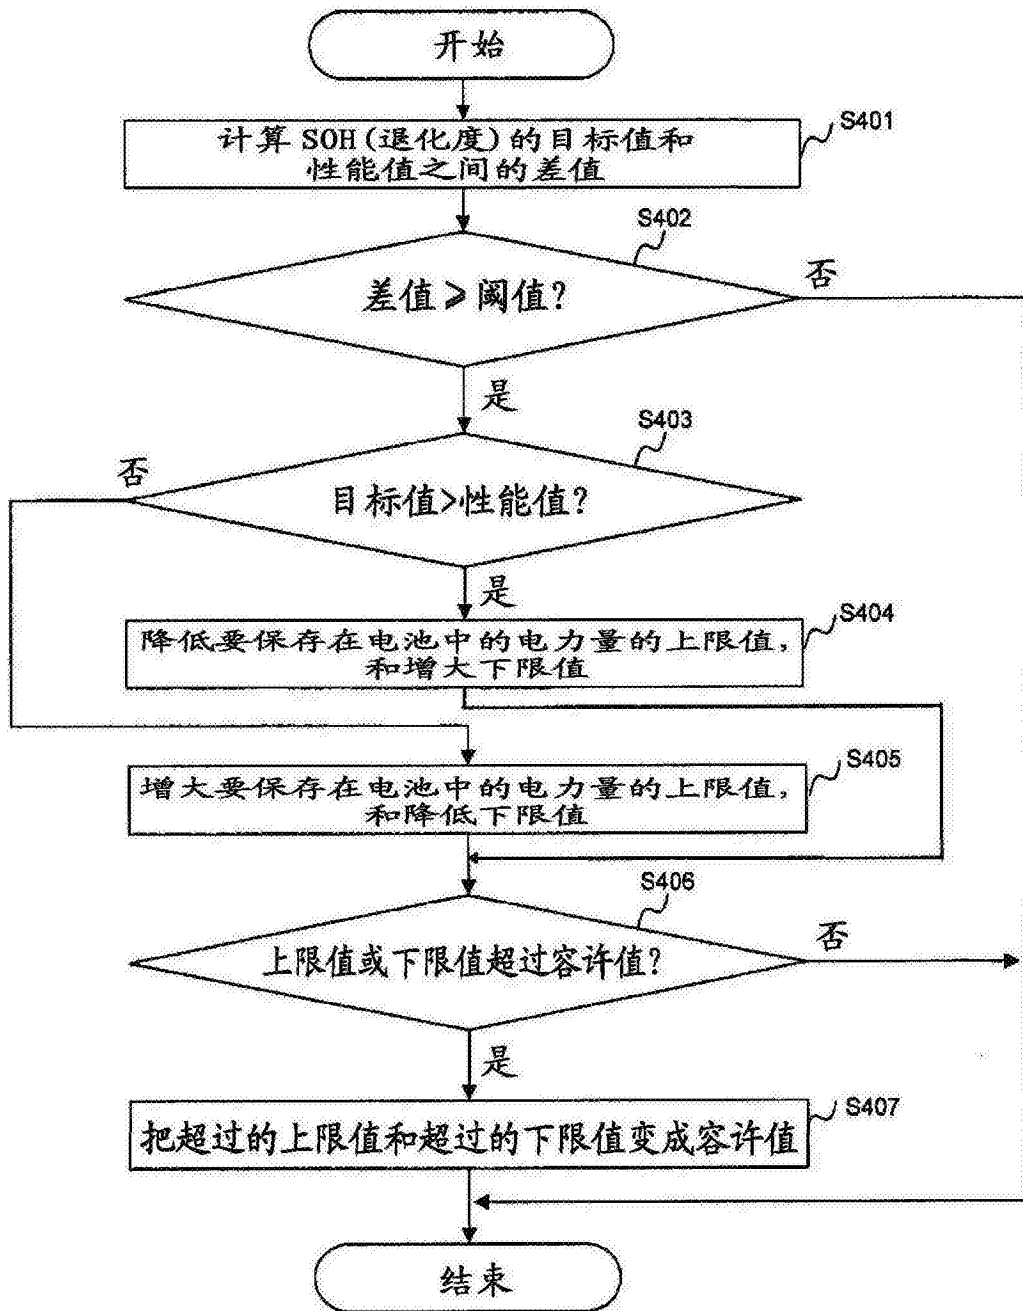 开始
计算SOH(退化度)的目标值和
性能值之间的差值
S401
差值⩾阈值?
S402
否
是
目标值>性能值?
S403
否
是
降低要保存在电池中的电力量的上限值,
和增大下限值
S404
增大要保存在电池中的电力量的上限值,
和降低下限值
S405
上限值或下限值超过容许值?
S406
否
是
把超过的上限值和超过的下限值变成容许值
S407
结束